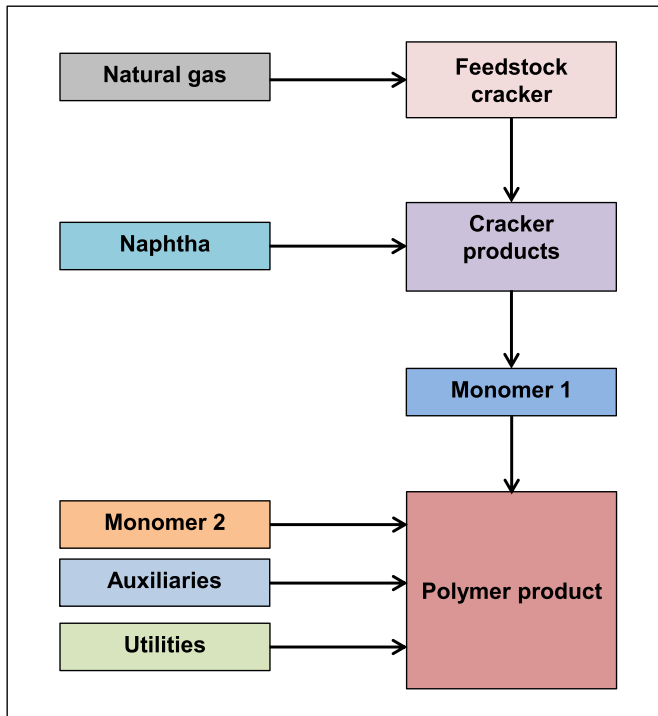 Natural gas
Feedstock
cracker
Naphtha
Cracker
products
Monomer 1
Monomer 2
Auxiliaries
Utilities
Polymer product